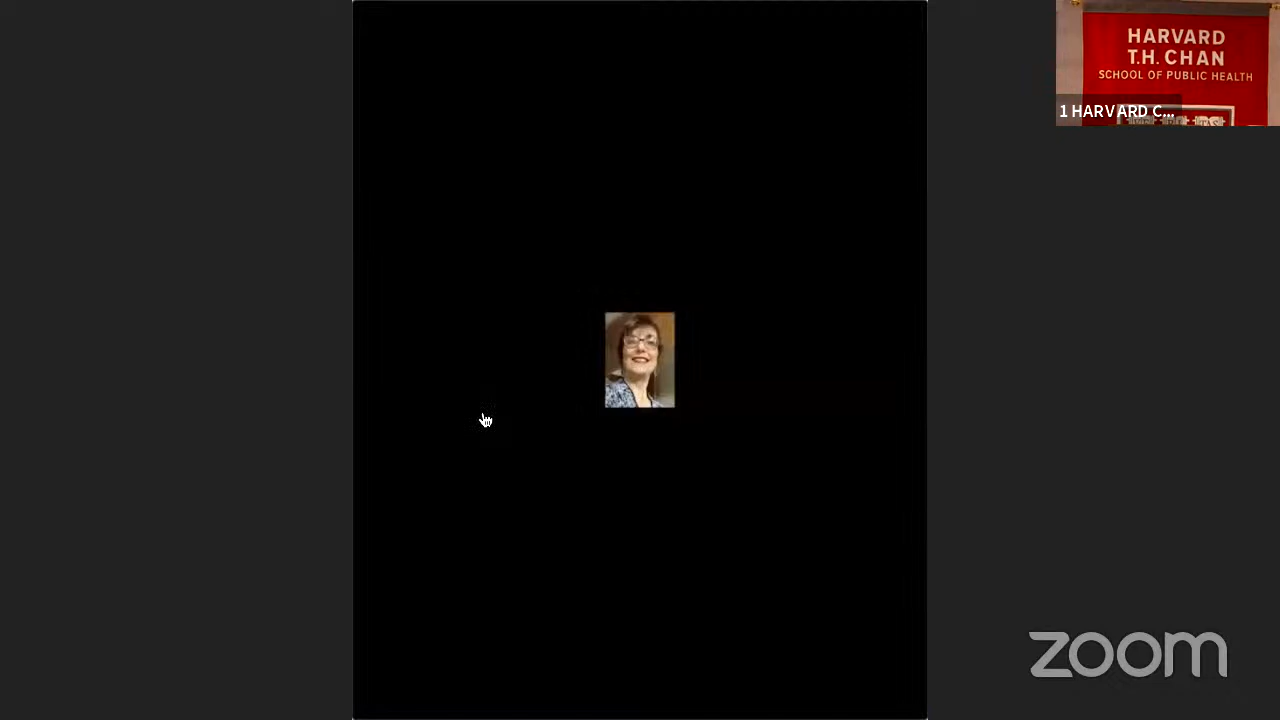 HARVARD
T.H. CHAN
SCHOOL OF PUBLIC HEALTH
1 HARVARD C...
zoom